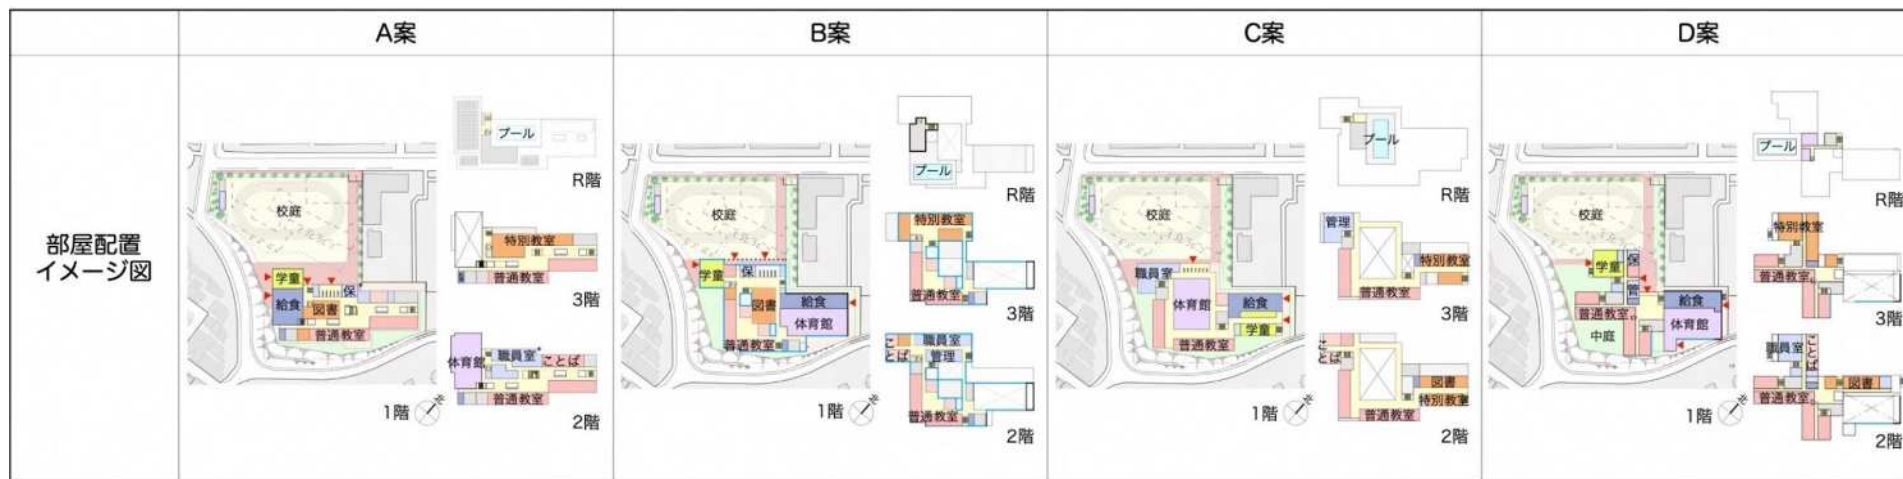 A案
B案
C案
D案
部屋配置
イメージ図
校庭
学童
給食
図書
保
普通教室
1階
北
プール
R階
特別教室
普通教室
3階
体育館
職員室
ことば
普通教室
2階
校庭
学童
保
図書
給食
体育館
普通教室
1階
北
プール
R階
特別教室
普通教室
3階
ことば
職員室
管理
普通教室
2階
校庭
職員室
体育館
給食
学童
普通教室
1階
北
プール
R階
管理
特別教室
普通教室
3階
ことば
図書
特別教室
普通教室
2階
校庭
学童
保
管
普通教室
給食
体育館
中庭
1階
北
プール
R階
特別教室
普通教室
3階
職員室
ことば
図書
普通教室
2階